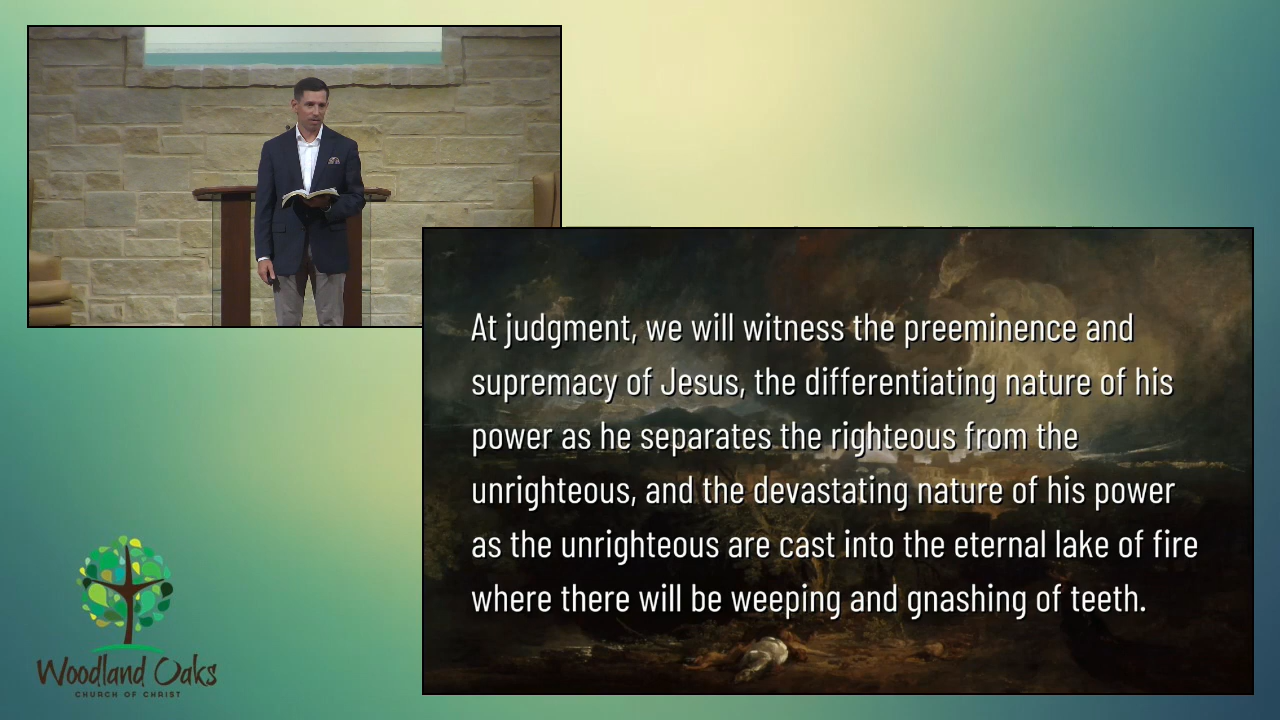 At judgment, we will witness the preeminence and
supremacy of Jesus, the differentiating nature of his
power as he separates the righteous from the
unrighteous, and the devastating nature of his power
as the unrighteous are cast into the eternal lake of fire
where there will be weeping and gnashing of teeth.
Woodland Oaks
CHURCH OF CHRIST